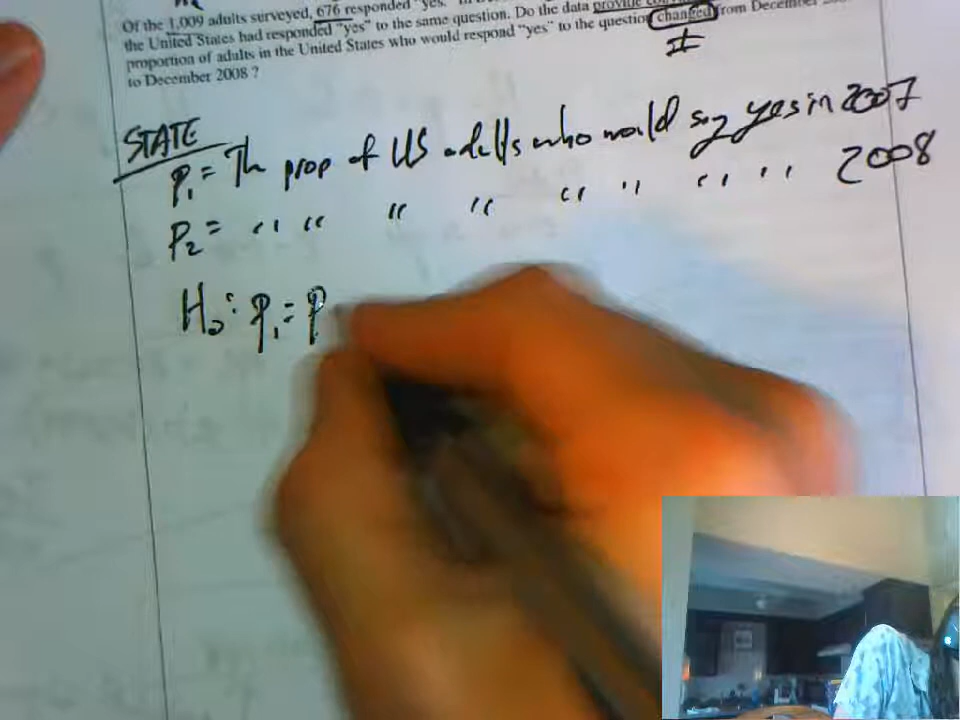 Of the 1,009 adults surveyed, 676 responded "yes."
the United States had responded "yes" to the same question. Do the data provide
proportion of adults in the United States who would respond "yes" to the question changed from December
to December 2008 ?
≠
STATE
p₁ = The prop of US adults who would say yes in 2007
p₂ = " " " " " " " " 2008
H₀: p₁ = p